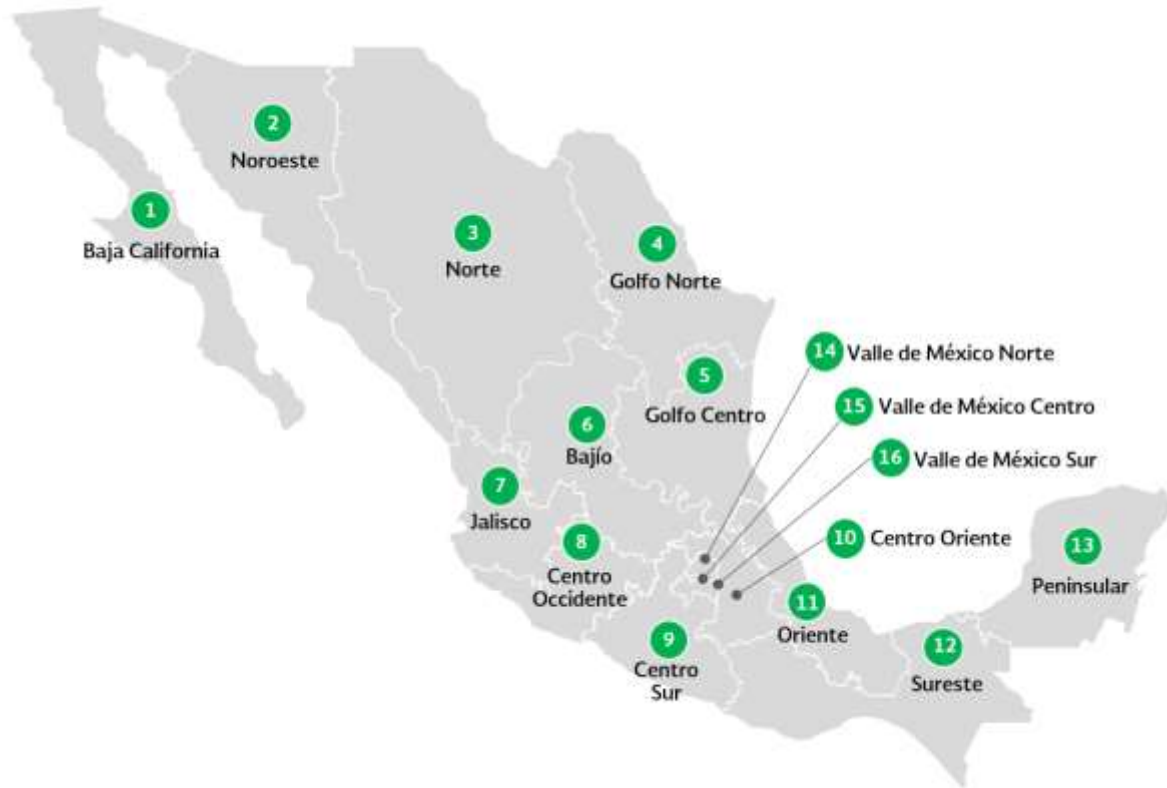 2
Noroeste
1
Baja California
3
Norte
4
Golfo Norte
14 Valle de México Norte
5
Golfo Centro
15 Valle de México Centro
6
Bajío
16 Valle de México Sur
7
Jalisco
8
Centro
Occidente
10 Centro Oriente
13
Peninsular
11
Oriente
9
Centro
Sur
12
Sureste